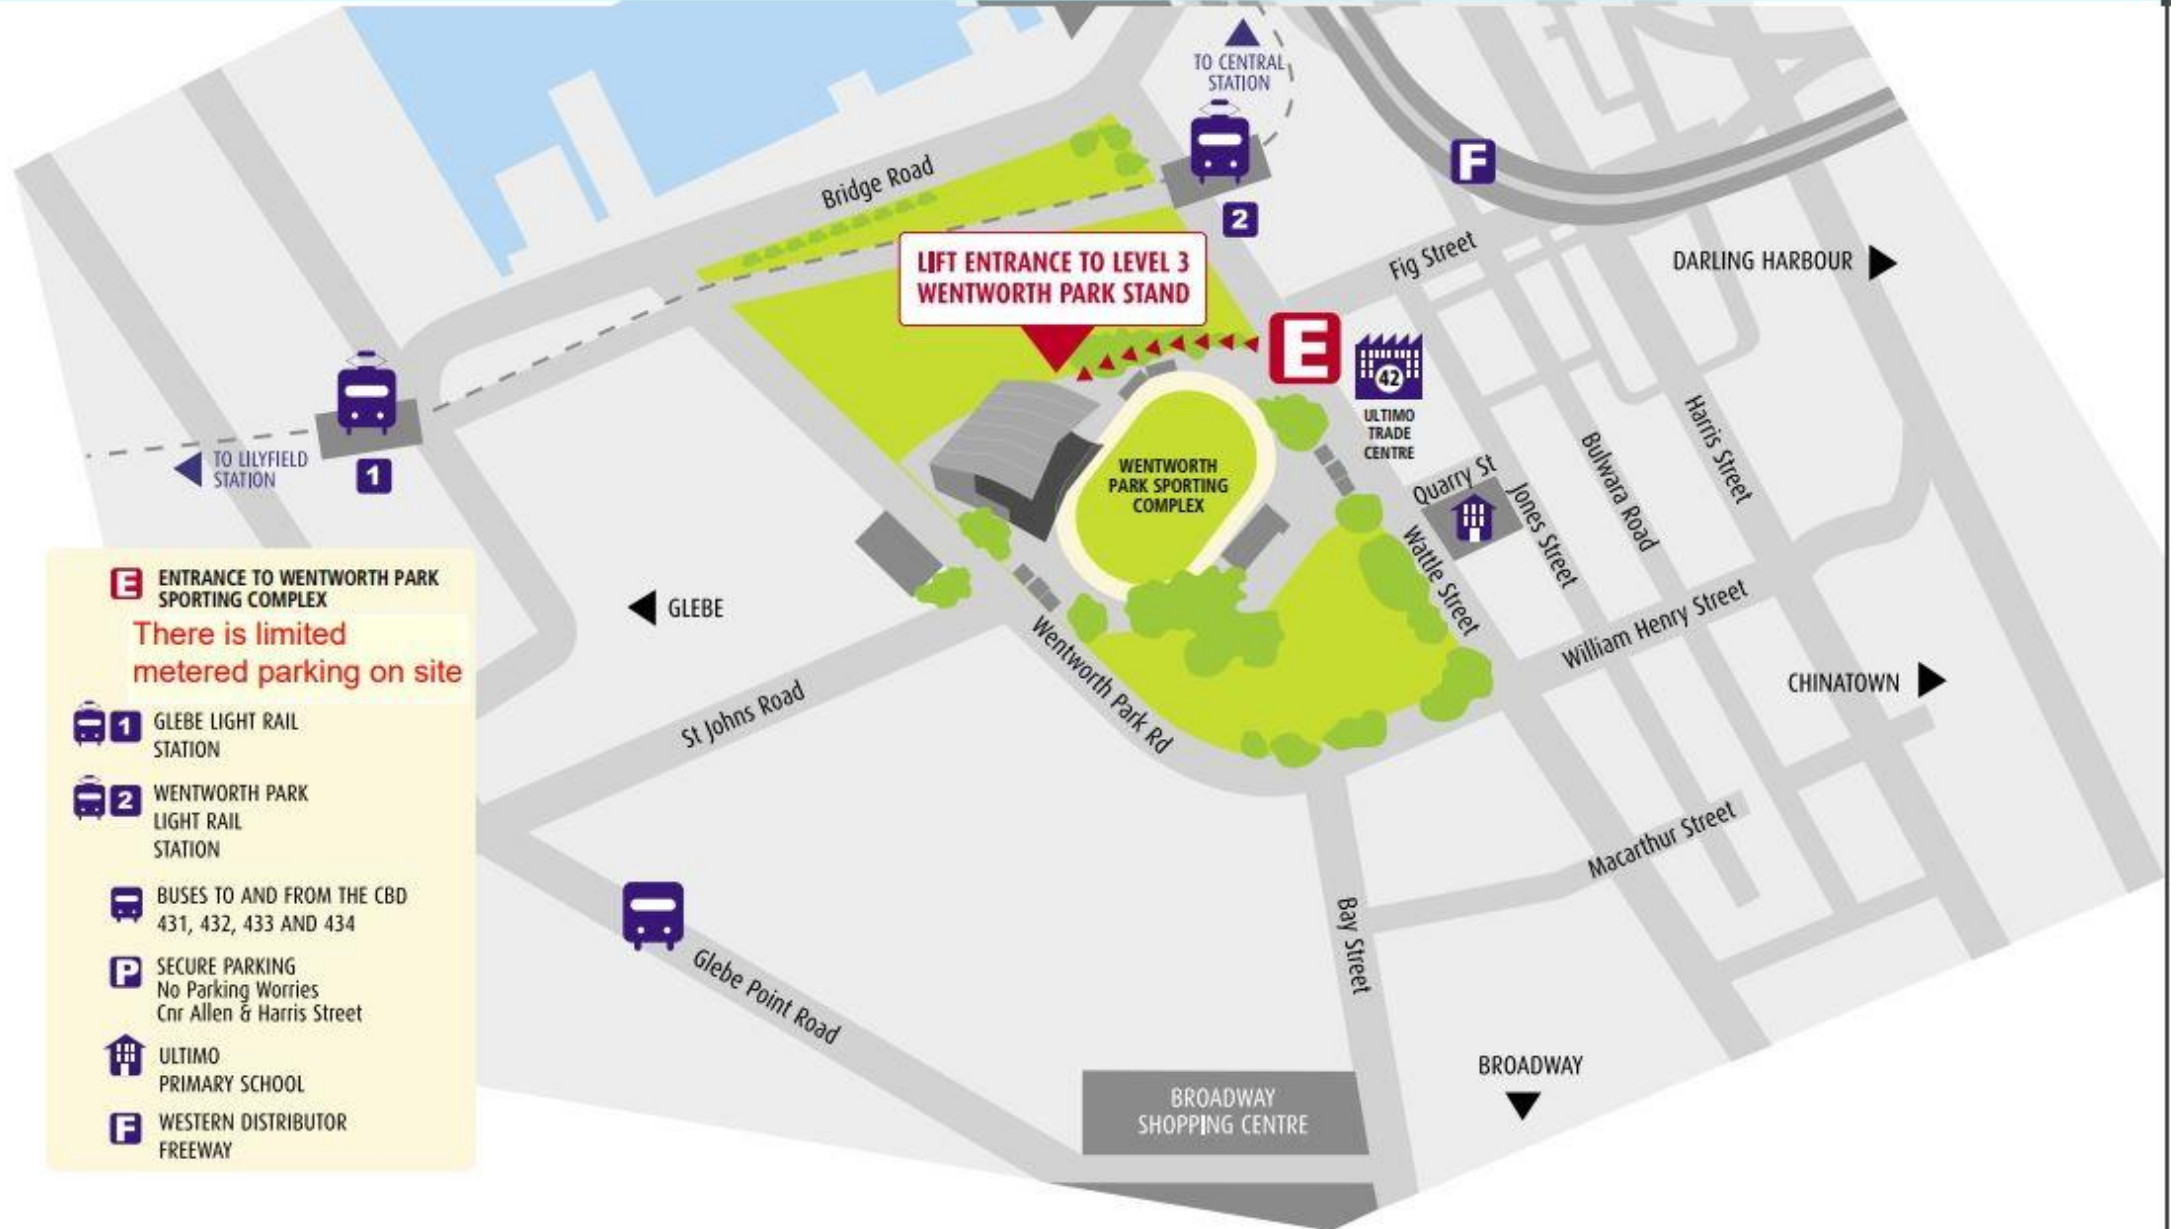 TO CENTRAL
STATION
Bridge Road
F
2
Fig Street
DARLING HARBOUR
LIFT ENTRANCE TO LEVEL 3
WENTWORTH PARK STAND
E
42
ULTIMO
TRADE
CENTRE
TO LILYFIELD
STATION
1
WENTWORTH
PARK SPORTING
COMPLEX
Quarry St
Jones Street
Bulwara Road
Harris Street
Wattle Street
William Henry Street
GLEBE
Wentworth Park Rd
St Johns Road
CHINATOWN
Macarthur Street
Bay Street
Glebe Point Road
BROADWAY
BROADWAY
SHOPPING CENTRE
E ENTRANCE TO WENTWORTH PARK
SPORTING COMPLEX
There is limited
metered parking on site
1 GLEBE LIGHT RAIL
STATION
2 WENTWORTH PARK
LIGHT RAIL
STATION
BUSES TO AND FROM THE CBD
431, 432, 433 AND 434
P SECURE PARKING
No Parking Worries
Cnr Allen & Harris Street
ULTIMO
PRIMARY SCHOOL
F WESTERN DISTRIBUTOR
FREEWAY